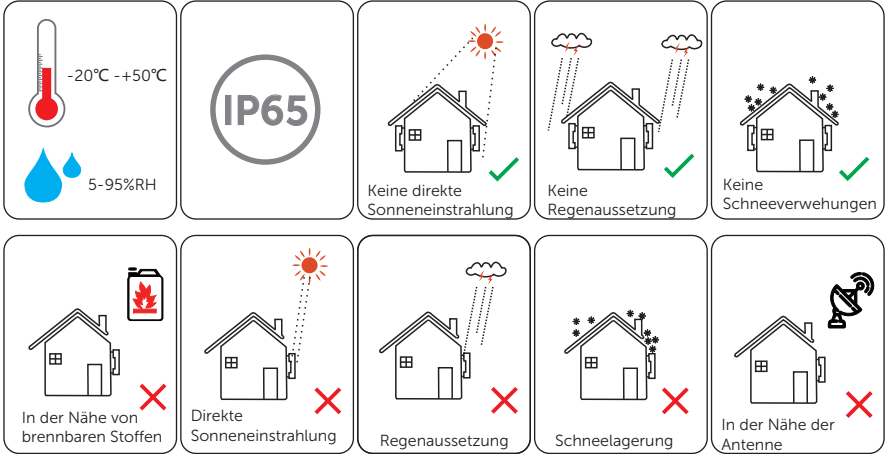 -20℃ -+50℃
5-95%RH
IP65
Keine direkte
Sonneneinstrahlung
Keine
Regenaussetzung
Keine
Schneeverwehungen
In der Nähe von
brennbaren Stoffen
Direkte
Sonneneinstrahlung
Regenaussetzung
Schneelagerung
In der Nähe der
Antenne